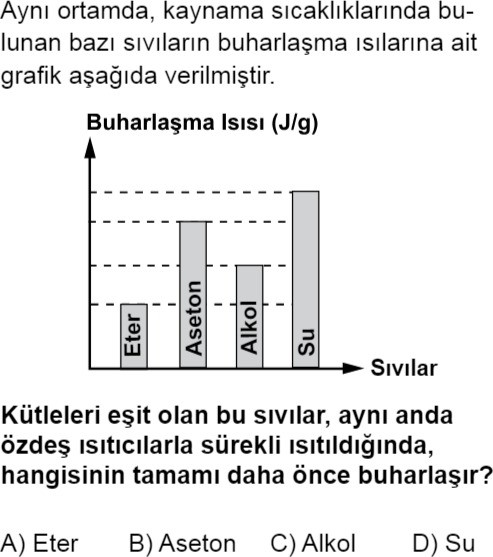 Aynı ortamda, kaynama sıcaklıklarında bu-
lunan bazı sıvıların buharlaşma ısılarına ait
grafik aşağıda verilmiştir.
Buharlaşma Isısı (J/g)
Eter
Aseton
Alkol
Su
Sıvılar
Kütleleri eşit olan bu sıvılar, aynı anda
özdeş ısıtıcılarla sürekli ısıtıldığında,
hangisinin tamamı daha önce buharlaşır?
A) Eter B) Aseton C) Alkol D) Su